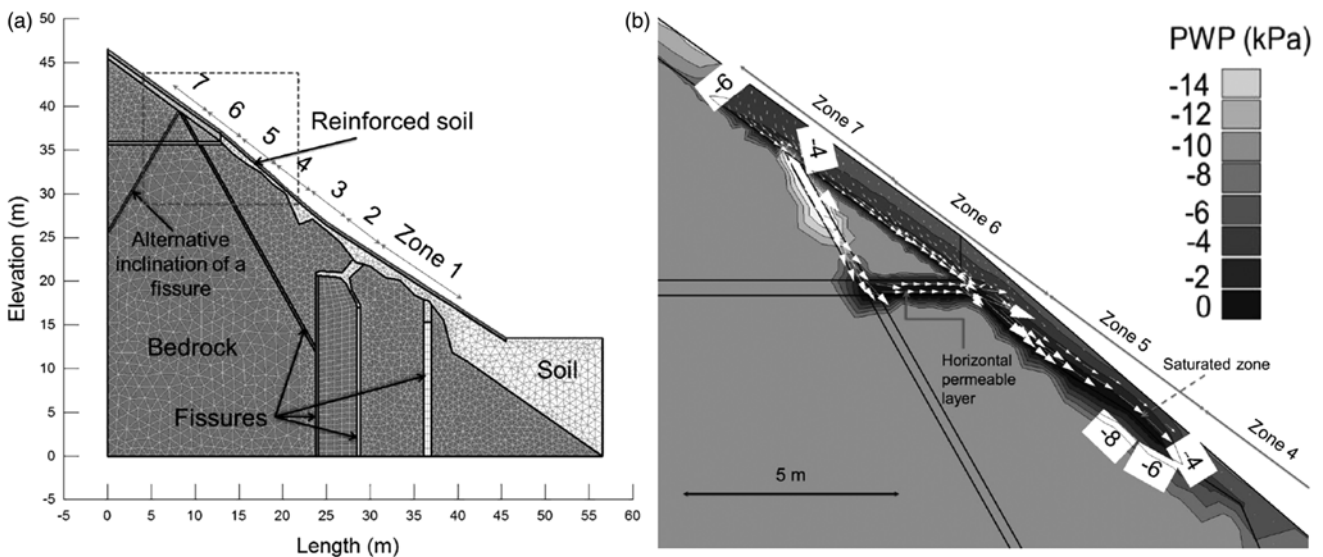 (a)
50
45
40
35
30
25
20
15
10
5
0
-5
Elevation (m)
7
6
5
4
3
2
Zone 1
Reinforced soil
Alternative
inclination of a
fissure
Bedrock
Soil
Fissures
-5
0
5
10
15
20
25
30
35
40
45
50
55
60
Length (m)
(b)
PWP (kPa)
-14
-12
-10
-8
-6
-4
-2
0
-6
-4
Zone 7
Zone 6
Zone 5
Zone 4
Saturated zone
Horizontal
permeable
layer
-8
-6
-4
5 m